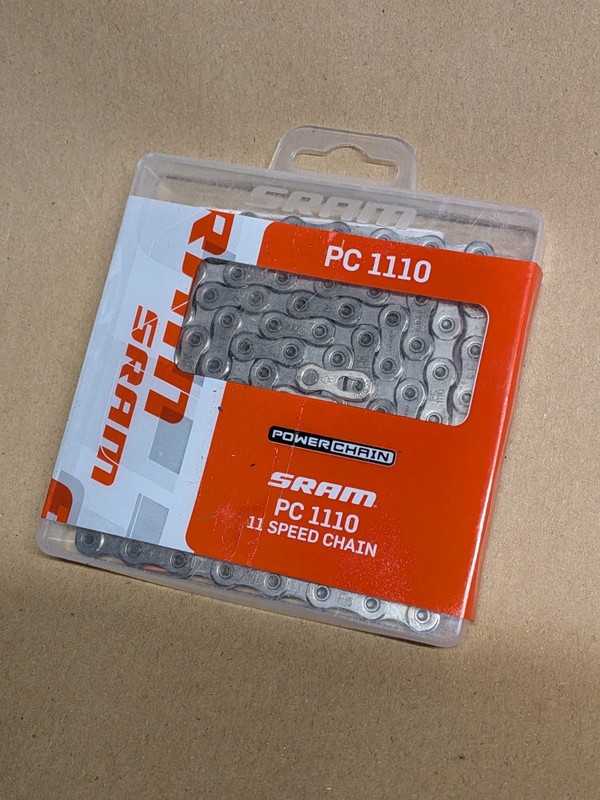 SRAM
PC 1110
SRAM
POWERCHAIN
SRAM
PC 1110
11 SPEED CHAIN